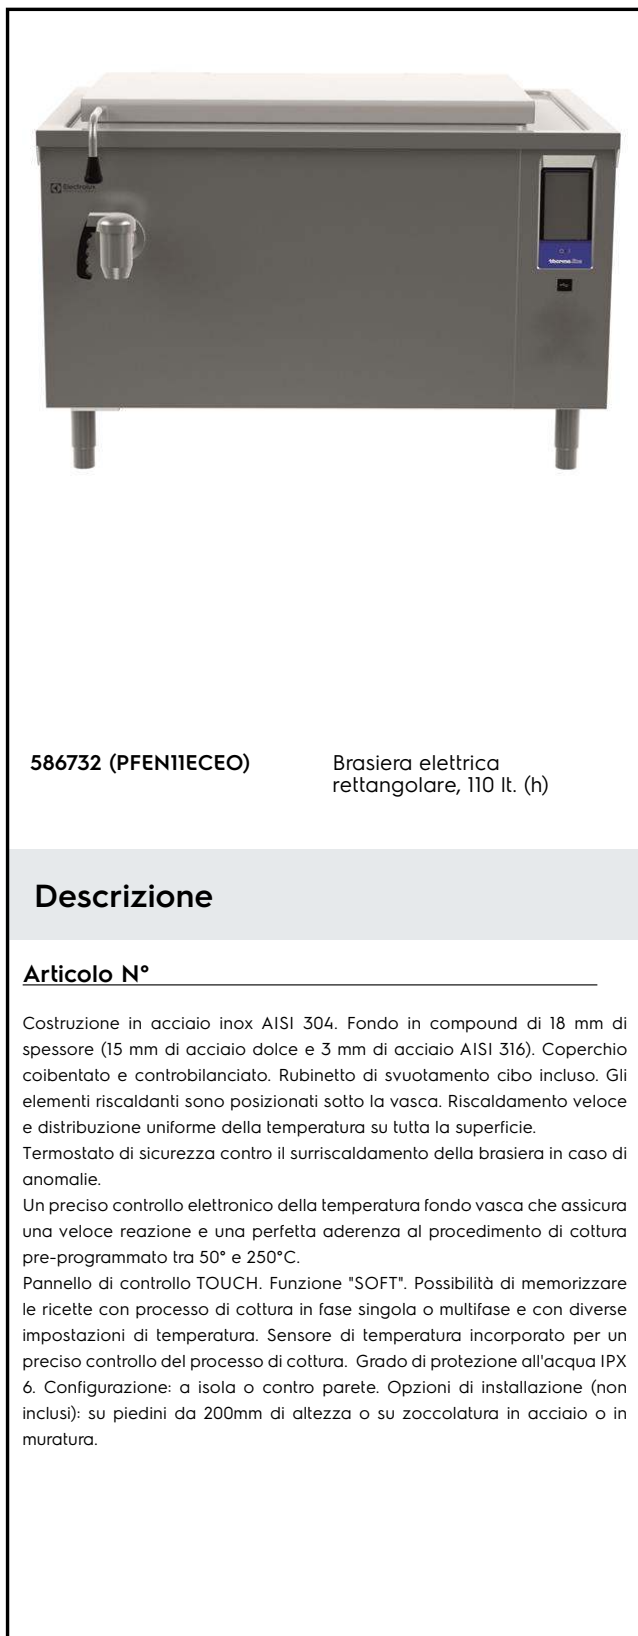 Electrolux
thermaline
586732 (PFEN11ECEO)
Brasiera elettrica
rettangolare, 110 lt. (h)
Descrizione
Articolo N°
Costruzione in acciaio inox AISI 304. Fondo in compound di 18 mm di
spessore (15 mm di acciaio dolce e 3 mm di acciaio AISI 316). Coperchio
coibentato e controbilanciato. Rubinetto di svuotamento cibo incluso. Gli
elementi riscaldanti sono posizionati sotto la vasca. Riscaldamento veloce
e distribuzione uniforme della temperatura su tutta la superficie.
Termostato di sicurezza contro il surriscaldamento della brasiera in caso di
anomalie.
Un preciso controllo elettronico della temperatura fondo vasca che assicura
una veloce reazione e una perfetta aderenza al procedimento di cottura
pre-programmato tra 50° e 250°C.
Pannello di controllo TOUCH. Funzione "SOFT". Possibilità di memorizzare
le ricette con processo di cottura in fase singola o multifase e con diverse
impostazioni di temperatura. Sensore di temperatura incorporato per un
preciso controllo del processo di cottura. Grado di protezione all'acqua IPX
6. Configurazione: a isola o contro parete. Opzioni di installazione (non
inclusi): su piedini da 200mm di altezza o su zoccolatura in acciaio o in
muratura.